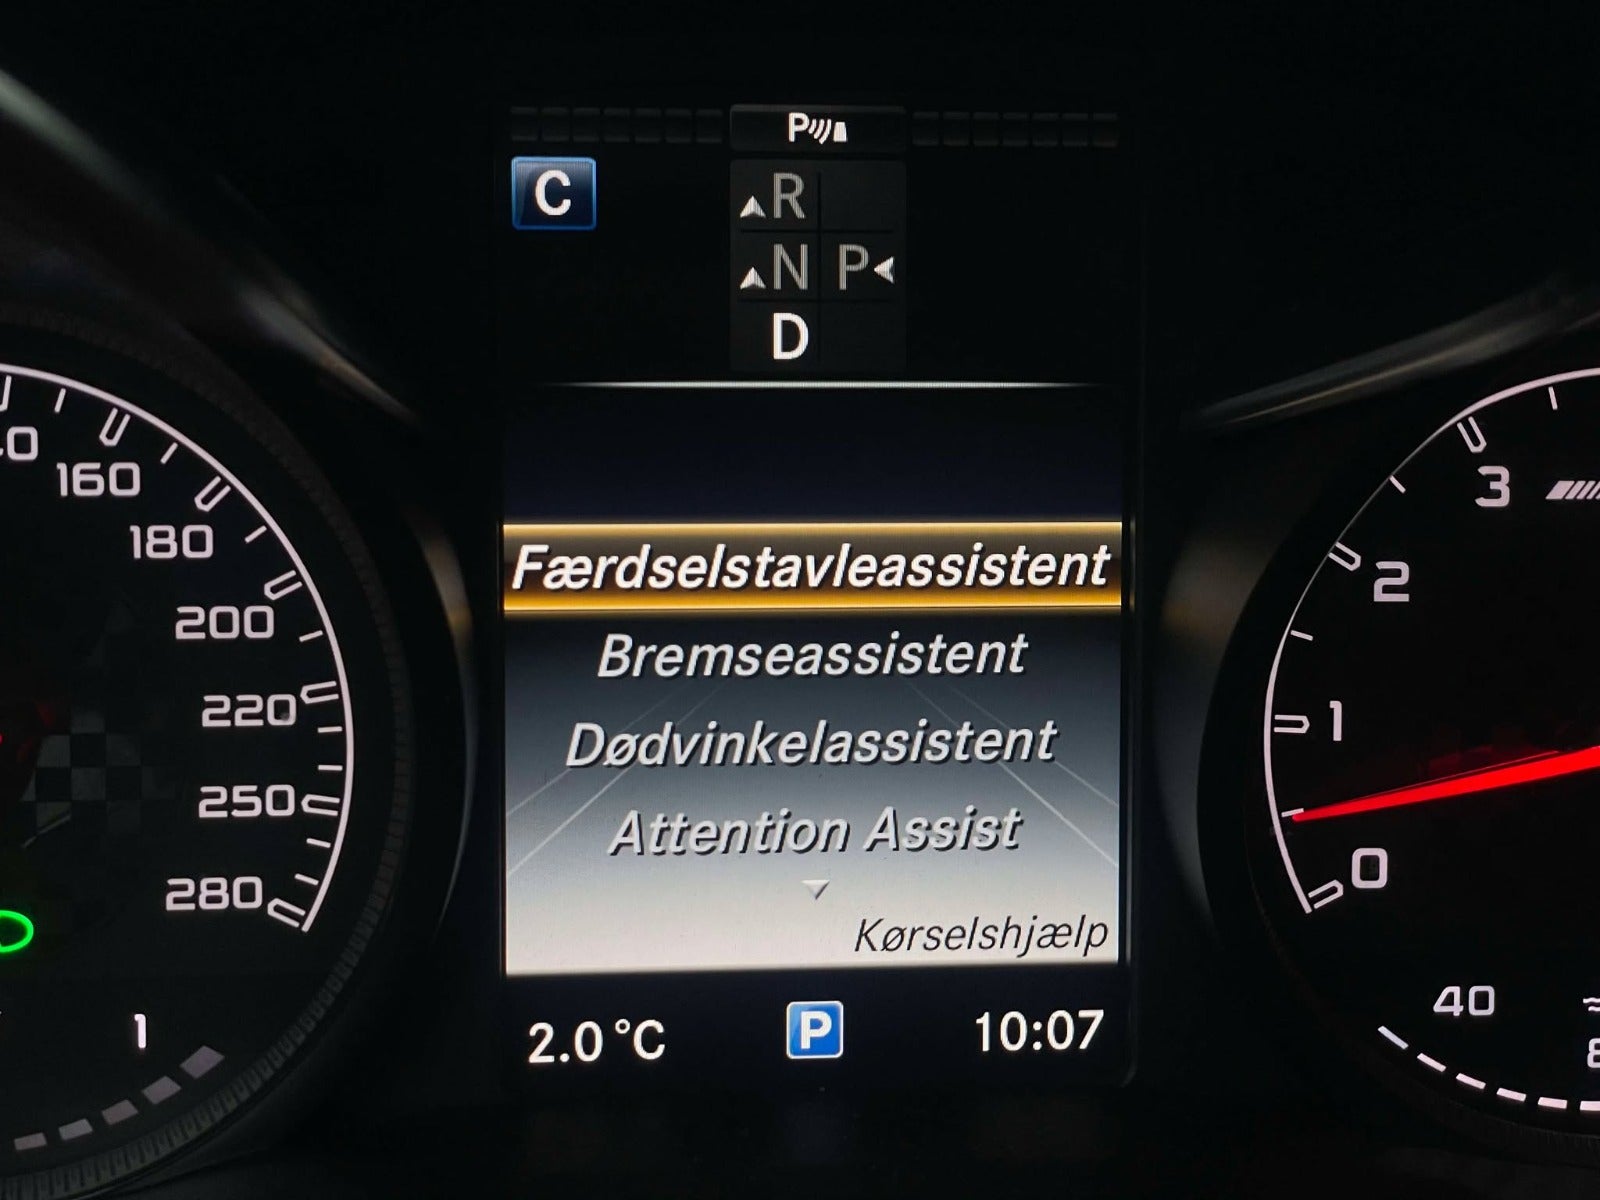 P
C
R
N P
D
Færdselstavleassistent
Bremseassistent
Dødvinkelassistent
Attention Assist
Kørselshjælp
2.0 °C P 10:07
160
180
200
220
250
280
1
3
2
1
0
40